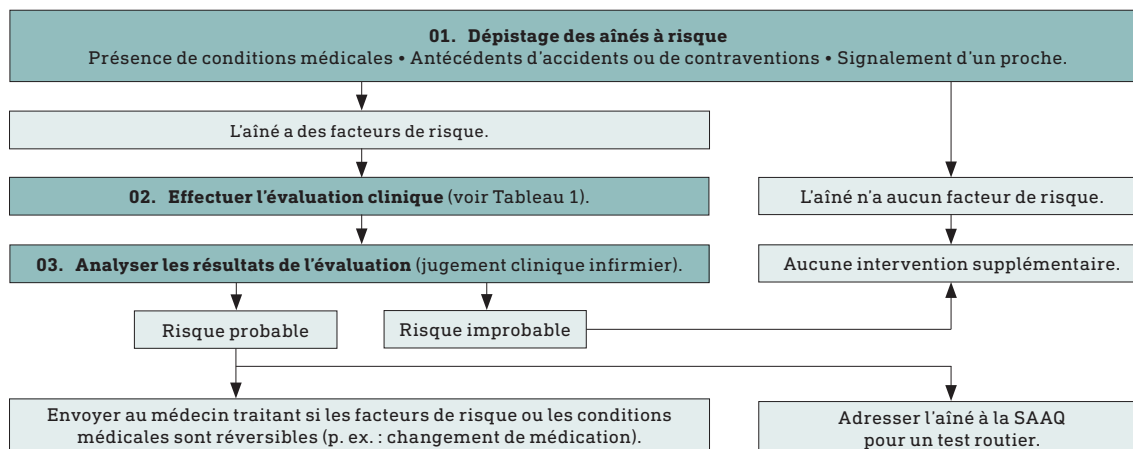 01. Dépistage des aînés à risque
Présence de conditions médicales • Antécédents d'accidents ou de contraventions • Signalement d'un proche.
L'aîné a des facteurs de risque.
02. Effectuer l'évaluation clinique (voir Tableau 1).
L'aîné n'a aucun facteur de risque.
03. Analyser les résultats de l'évaluation (jugement clinique infirmier).
Aucune intervention supplémentaire.
Risque probable
Risque improbable
Envoyer au médecin traitant si les facteurs de risque ou les conditions
médicales sont réversibles (p. ex. : changement de médication).
Adresser l'aîné à la SAAQ
pour un test routier.